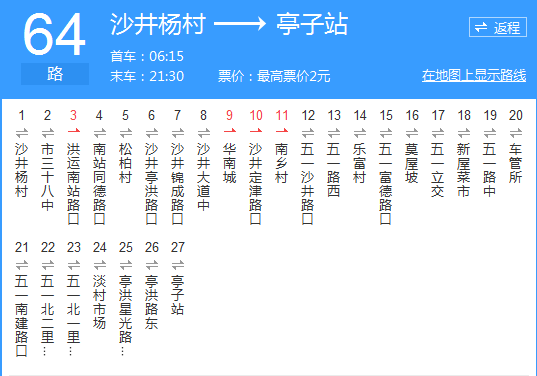 64
路
沙井杨村 → 亭子站
返程
首车：06:15
末车：21:30 票价：最高票价2元
在地图上显示路线
1 2 3 4 5 6 7 8 9 10 11 12 13 14 15 16 17 18 19 20
沙井杨村
市三十八中
洪运南站路口
南站同德路口
松柏村
沙井亭洪路口
沙井锦成路口
沙井大道中
华南城
沙井定津路口
南乡村
五一沙井路口
五一路西
乐富村
五一富德路口
莫屋坡
五一立交
新屋菜市
五一路中
车管所
21 22 23 24 25 26 27
五一南建路口
五一北二里…
五一北一里…
淡村市场
亭洪星光路…
亭洪路东
亭子站